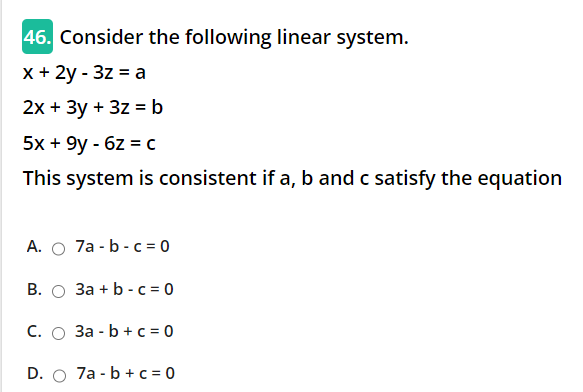 46. Consider the following linear system.
x + 2y - 3z = a
2x + 3y + 3z = b
5x + 9y - 6z = c
This system is consistent if a, b and c satisfy the equation
A. 7a - b - c = 0
B. 3a + b - c = 0
C. 3a - b + c = 0
D. 7a - b + c = 0